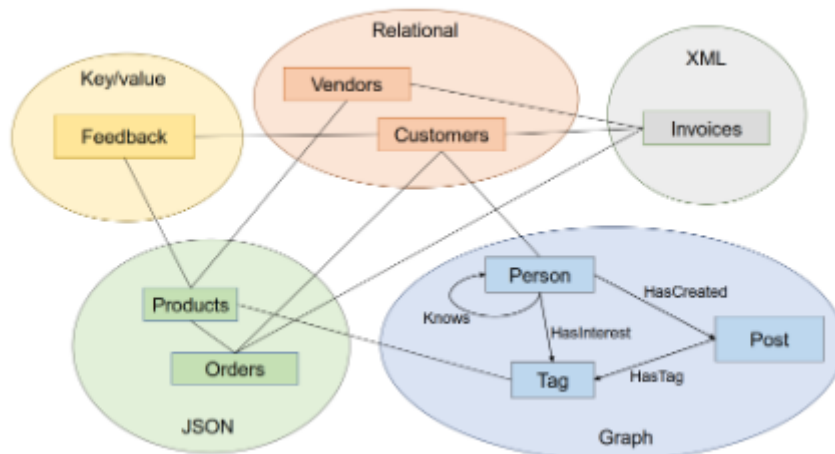 Relational
Key/value
XML
Vendors
Feedback
Customers
Invoices
Products
Person
HasCreated
Knows
HasInterest
Post
Orders
Tag
HasTag
JSON
Graph